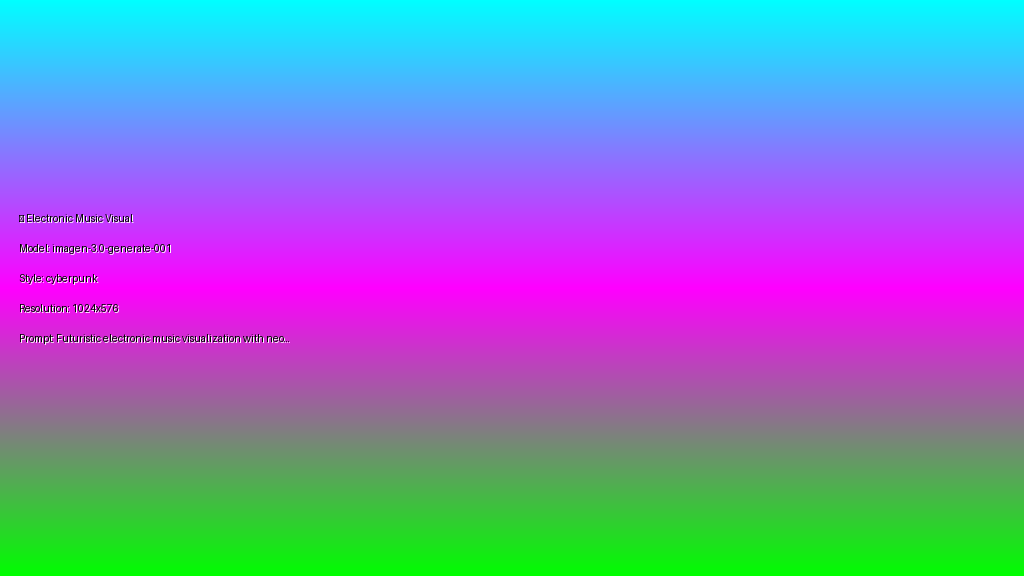 Electronic Music Visual
Model: imagen-3.0-generate-001
Style: cyberpunk
Resolution: 1024x576
Prompt: Futuristic electronic music visualization with neo...